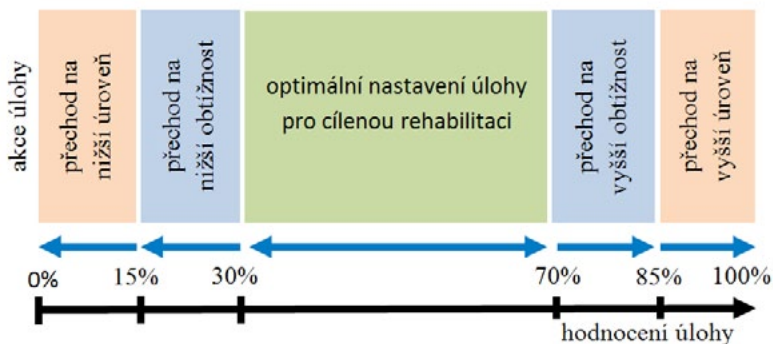 akce úlohy
přechod na
nižší úroveň
přechod na
nižší obtížnost
optimální nastavení úlohy
pro cílenou rehabilitaci
přechod na
vyšší obtížnost
přechod na
vyšší úroveň
0% 15% 30% 70% 85% 100%
hodnocení úlohy